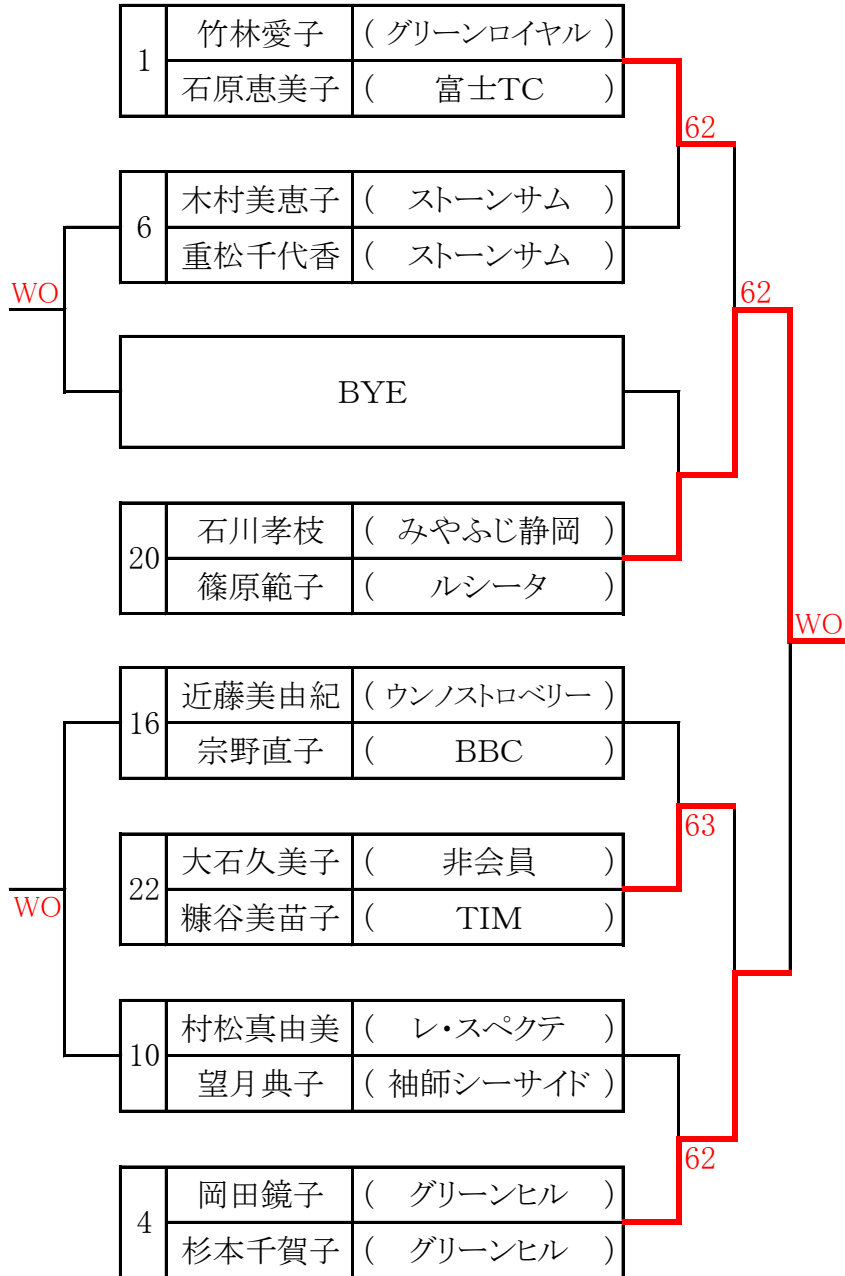 1 竹林愛子 ( グリーンロイヤル )
石原恵美子 ( 富士TC )
62
6 木村美恵子 ( ストーンサム )
重松千代香 ( ストーンサム )
WO
62
BYE
20 石川孝枝 ( みやふじ静岡 )
篠原範子 ( ルシータ )
WO
16 近藤美由紀 ( ウンノストロベリー )
宗野直子 ( BBC )
63
22 大石久美子 ( 非会員 )
糠谷美苗子 ( TIM )
WO
10 村松真由美 ( レ・スペクテ )
望月典子 ( 袖師シーサイド )
62
4 岡田鏡子 ( グリーンヒル )
杉本千賀子 ( グリーンヒル )